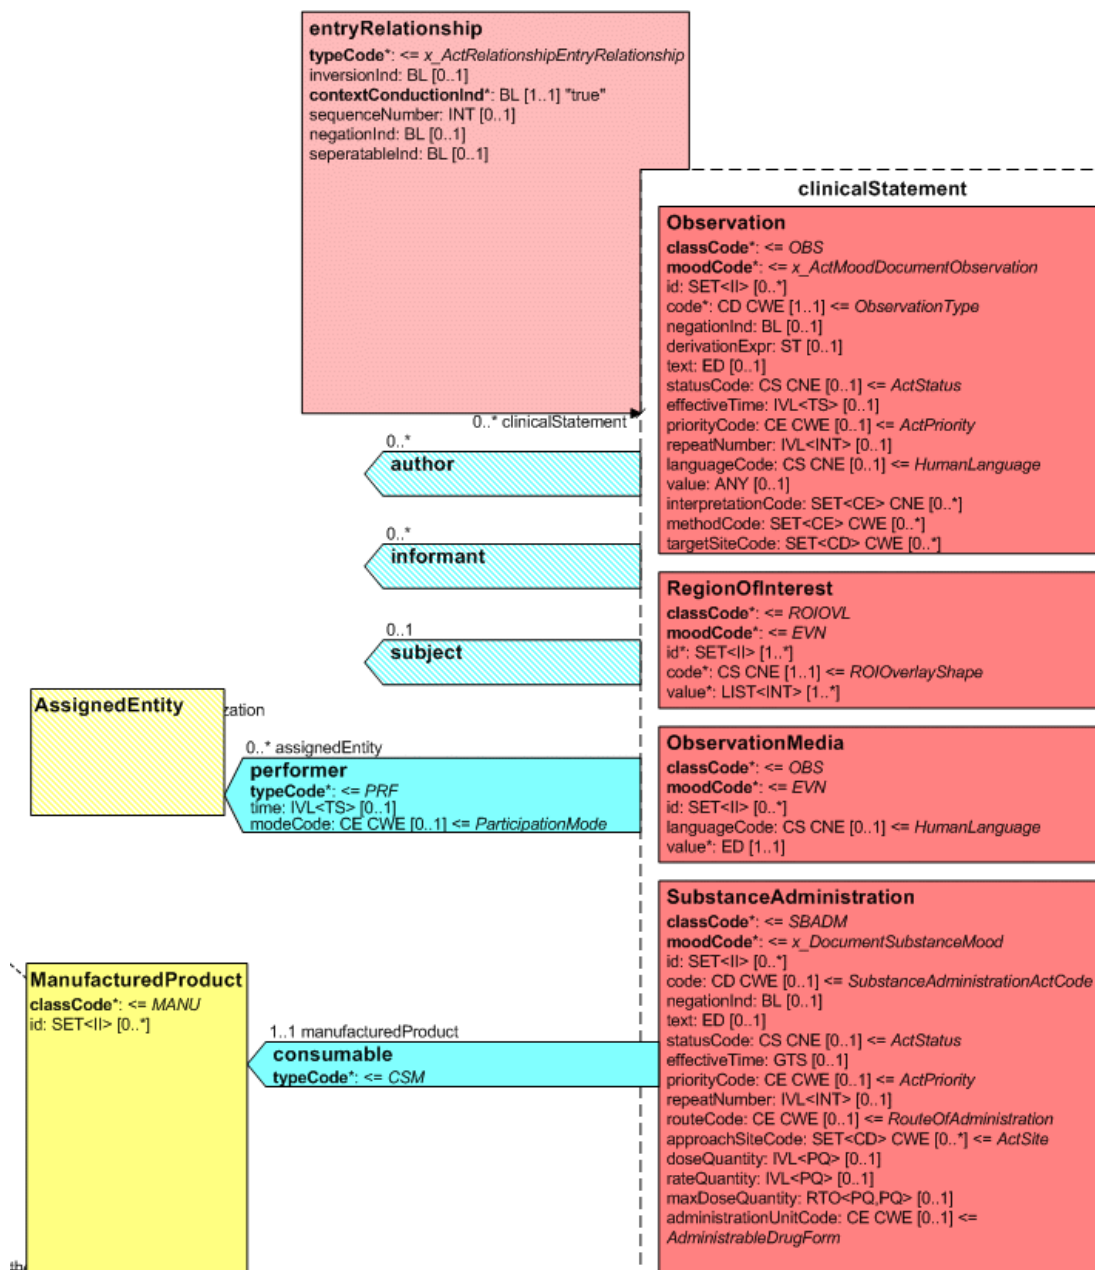 entryRelationship
typeCode*: <= x_ActRelationshipEntryRelationship
inversionInd: BL [0..1]
contextConductionInd*: BL [1..1] "true"
sequenceNumber: INT [0..1]
negationInd: BL [0..1]
seperatableInd: BL [0..1]
clinicalStatement
Observation
classCode*: <= OBS
moodCode*: <= x_ActMoodDocumentObservation
id: SET<II> [0..*]
code*: CD CWE [1..1] <= ObservationType
negationInd: BL [0..1]
derivationExpr: ST [0..1]
text: ED [0..1]
statusCode: CS CNE [0..1] <= ActStatus
effectiveTime: IVL<TS> [0..1]
priorityCode: CE CWE [0..1] <= ActPriority
repeatNumber: IVL<INT> [0..1]
languageCode: CS CNE [0..1] <= HumanLanguage
value: ANY [0..1]
interpretationCode: SET<CE> CNE [0..*]
methodCode: SET<CE> CWE [0..*]
targetSiteCode: SET<CD> CWE [0..*]
0..* clinicalStatement
0..*
author
0..*
informant
0..1
subject
RegionOfInterest
classCode*: <= ROIOVL
moodCode*: <= EVN
id*: SET<II> [1..*]
code*: CS CNE [1..1] <= ROIOverlayShape
value*: LIST<INT> [1..*]
AssignedEntity
zation
0..* assignedEntity
performer
typeCode*: <= PRF
time: IVL<TS> [0..1]
modeCode: CE CWE [0..1] <= ParticipationMode
ObservationMedia
classCode*: <= OBS
moodCode*: <= EVN
id: SET<II> [0..*]
languageCode: CS CNE [0..1] <= HumanLanguage
value*: ED [1..1]
SubstanceAdministration
classCode*: <= SBADM
moodCode*: <= x_DocumentSubstanceMood
id: SET<II> [0..*]
code: CD CWE [0..1] <= SubstanceAdministrationActCode
negationInd: BL [0..1]
text: ED [0..1]
statusCode: CS CNE [0..1] <= ActStatus
effectiveTime: GTS [0..1]
priorityCode: CE CWE [0..1] <= ActPriority
repeatNumber: IVL<INT> [0..1]
routeCode: CE CWE [0..1] <= RouteOfAdministration
approachSiteCode: SET<CD> CWE [0..*] <= ActSite
doseQuantity: IVL<PQ> [0..1]
rateQuantity: IVL<PQ> [0..1]
maxDoseQuantity: RTO<PQ,PQ> [0..1]
administrationUnitCode: CE CWE [0..1] <=
AdministrableDrugForm
ManufacturedProduct
classCode*: <= MANU
id: SET<II> [0..*]
1..1 manufacturedProduct
consumable
typeCode*: <= CSM